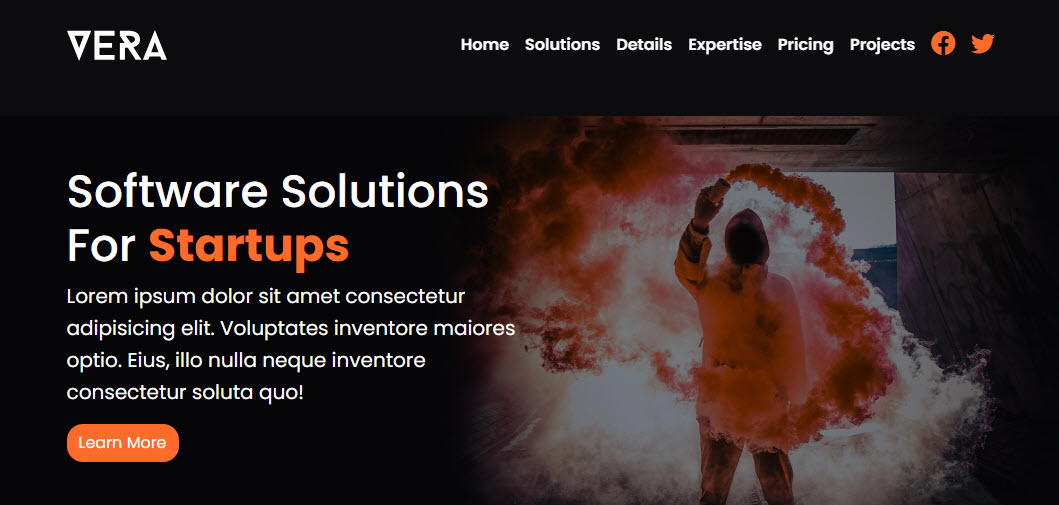 VERA
Home Solutions Details Expertise Pricing Projects
Software Solutions
For Startups
Lorem ipsum dolor sit amet consectetur
adipisicing elit. Voluptates inventore maiores
optio. Eius, illo nulla neque inventore
consectetur soluta quo!
Learn More